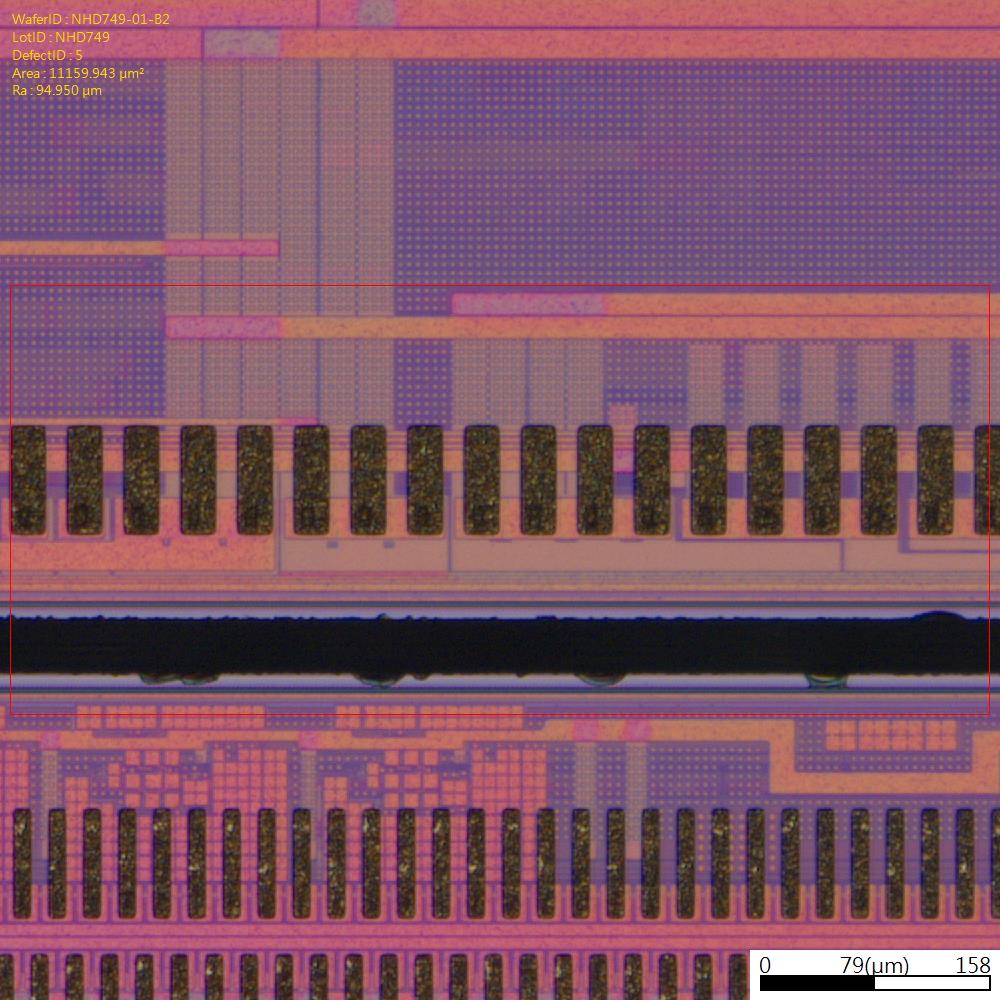 WaferID : NHD749-01-B2
LotID : NHD749
DefectID : 5
Area : 11159.943 μm²
Ra : 94.950 μm
0 79(μm) 158